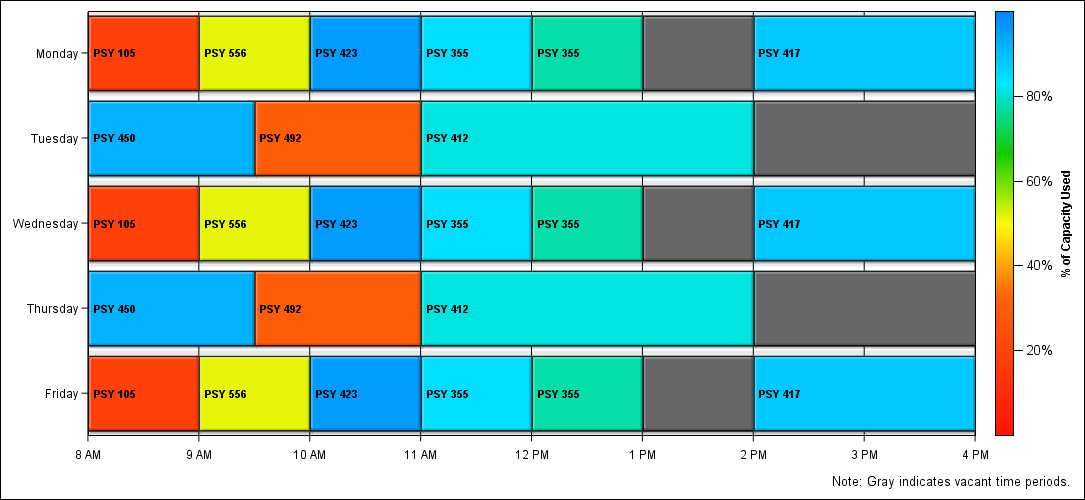 Monday
PSY 105 PSY 556 PSY 423 PSY 355 PSY 355 PSY 417
Tuesday
PSY 450 PSY 492 PSY 412
Wednesday
PSY 105 PSY 556 PSY 423 PSY 355 PSY 355 PSY 417
Thursday
PSY 450 PSY 492 PSY 412
Friday
PSY 105 PSY 556 PSY 423 PSY 355 PSY 355 PSY 417
8 AM 9 AM 10 AM 11 AM 12 PM 1 PM 2 PM 3 PM 4 PM
80%
60%
40%
20%
% of Capacity Used
Note: Gray indicates vacant time periods.